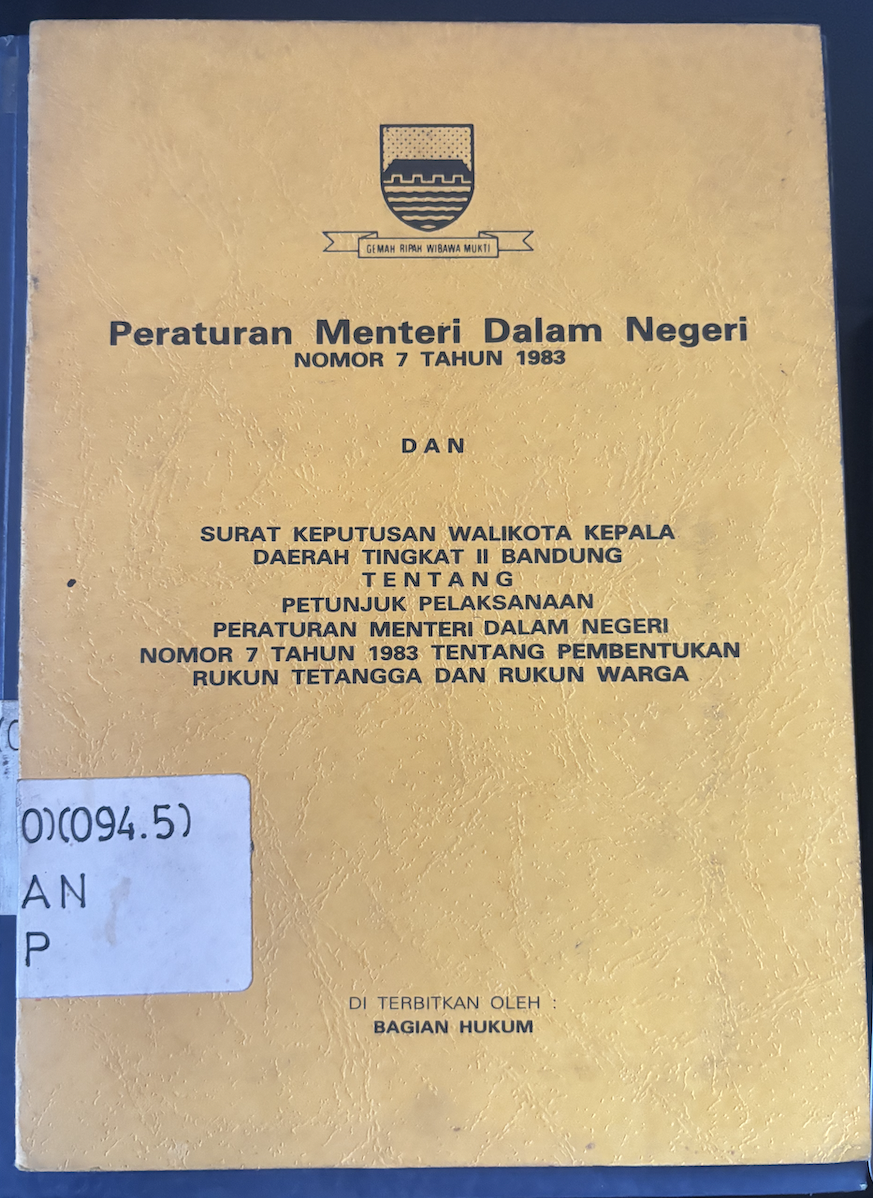 GEMAH RIPAH WIBAWA MUKTI
Peraturan Menteri Dalam Negeri
NOMOR 7 TAHUN 1983
DAN
SURAT KEPUTUSAN WALIKOTA KEPALA
DAERAH TINGKAT II BANDUNG
TENTANG
PETUNJUK PELAKSANAAN
PERATURAN MENTERI DALAM NEGERI
NOMOR 7 TAHUN 1983 TENTANG PEMBENTUKAN
RUKUN TETANGGA DAN RUKUN WARGA
0)(094.5)
AN
P
DI TERBITKAN OLEH :
BAGIAN HUKUM